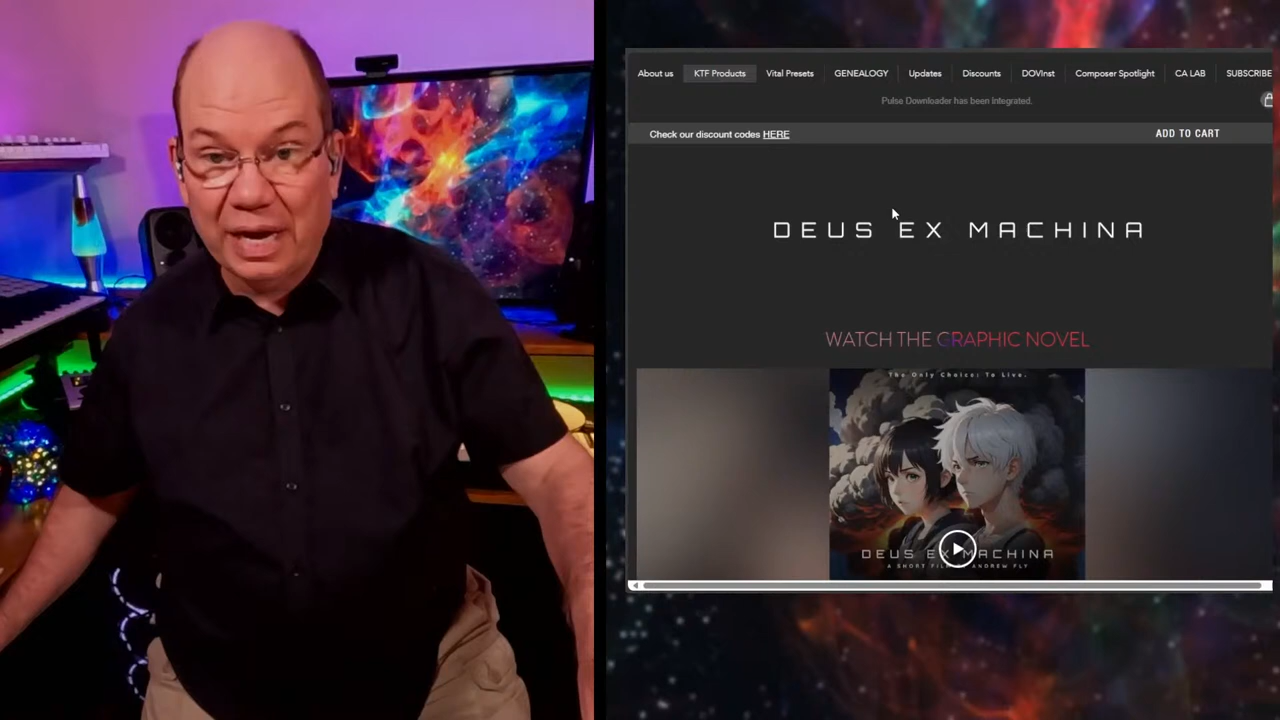 About us KTF Products Vital Presets GENEALOGY Updates Discounts DOVInst Composer Spotlight CA LAB SUBSCRIBE
Pulse Downloader has been integrated.
Check our discount codes HERE ADD TO CART
DEUS EX MACHINA
WATCH THE GRAPHIC NOVEL
The Only Choice: To Live.
DEUS EX MACHINA
A SHORT FILM ANDREW FLY